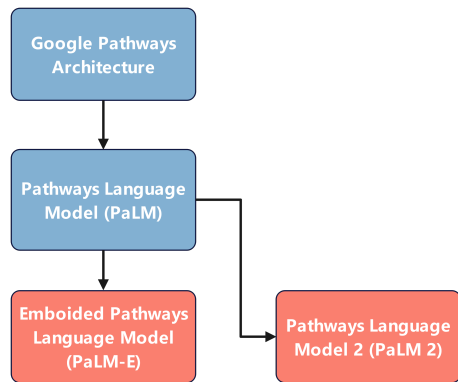 Google Pathways
Architecture
Pathways Language
Model (PaLM)
Emboided Pathways
Language Model
(PaLM-E)
Pathways Language
Model 2 (PaLM 2)